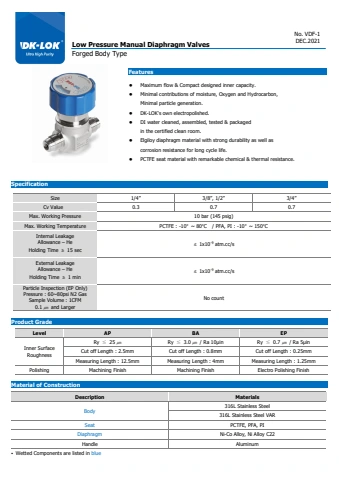 DK-LOK
Ultra High Purity
Low Pressure Manual Diaphragm Valves
Forged Body Type
No. VDF-1
DEC.2021
Features
● Maximum flow & Compact designed inner capacity.
● Minimal contributions of moisture, Oxygen and Hydrocarbon,
Minimal particle generation.
● DK-LOK's own electropolished.
● DI water cleaned, assembled, tested & packaged
in the certified clean room.
● Elgiloy diaphragm material with strong durability as well as
corrosion resistance for long cycle life.
● PCTFE seat material with remarkable chemical & thermal resistance.
Specification
Size 1/4" 3/8", 1/2" 3/4"
Cv Value 0.3 0.7 0.7
Max. Working Pressure 10 bar (145 psig)
Max. Working Temperature PCTFE : -10° ~ 80°C / PFA, PI : -10° ~ 150°C
Internal Leakage
Allowance – He
Holding Time ≥ 15 sec
≤ 1x10⁻⁹ atm.cc/s
External Leakage
Allowance – He
Holding Time ≥ 1 min
≤ 1x10⁻⁹ atm.cc/s
Particle Inspection (EP Only)
Pressure : 60~80psi N2 Gas
Sample Volume : 1CFM
0.1 ㎛ and Larger
No count
Product Grade
Level AP BA EP
Inner Surface
Roughness
Ry ≤ 25 ㎛ Ry ≤ 3.0 ㎛ / Ra 10μin Ry ≤ 0.7 ㎛ / Ra 5μin
Cut off Length : 2.5mm Cut off Length : 0.8mm Cut off Length : 0.25mm
Measuring Length : 12.5mm Measuring Length : 4mm Measuring Length : 1.25mm
Polishing Machining Finish Machining Finish Electro Polishing Finish
Material of Construction
Description Materials
Body
316L Stainless Steel
316L Stainless Steel VAR
Seat PCTFE, PFA, PI
Diaphragm Ni-Co Alloy, Ni Alloy C22
Handle Aluminum
• Wetted Components are listed in blue